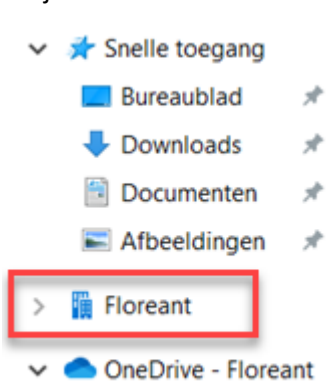 Snelle toegang
Bureaublad
Downloads
Documenten
Afbeeldingen
Floreant
OneDrive - Floreant